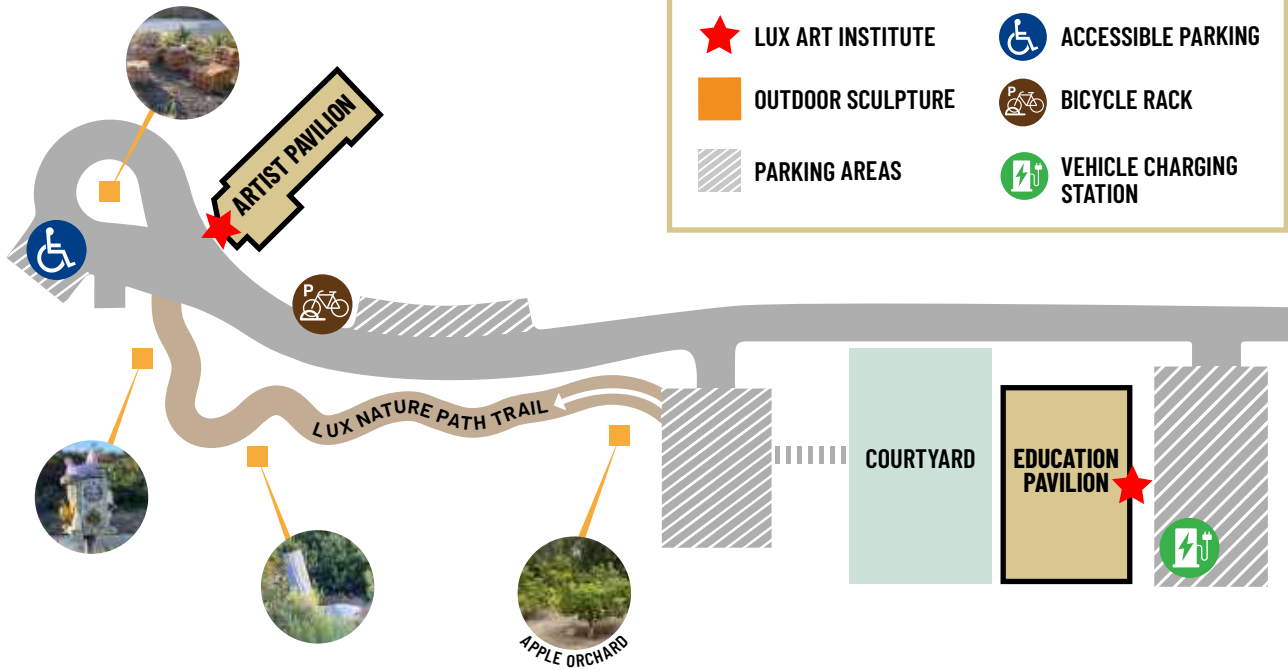 LUX ART INSTITUTE
OUTDOOR SCULPTURE
PARKING AREAS
ACCESSIBLE PARKING
P
BICYCLE RACK
VEHICLE CHARGING
STATION
ARTIST PAVILION
P
LUX NATURE PATH TRAIL
COURTYARD
EDUCATION
PAVILION
APPLE ORCHARD